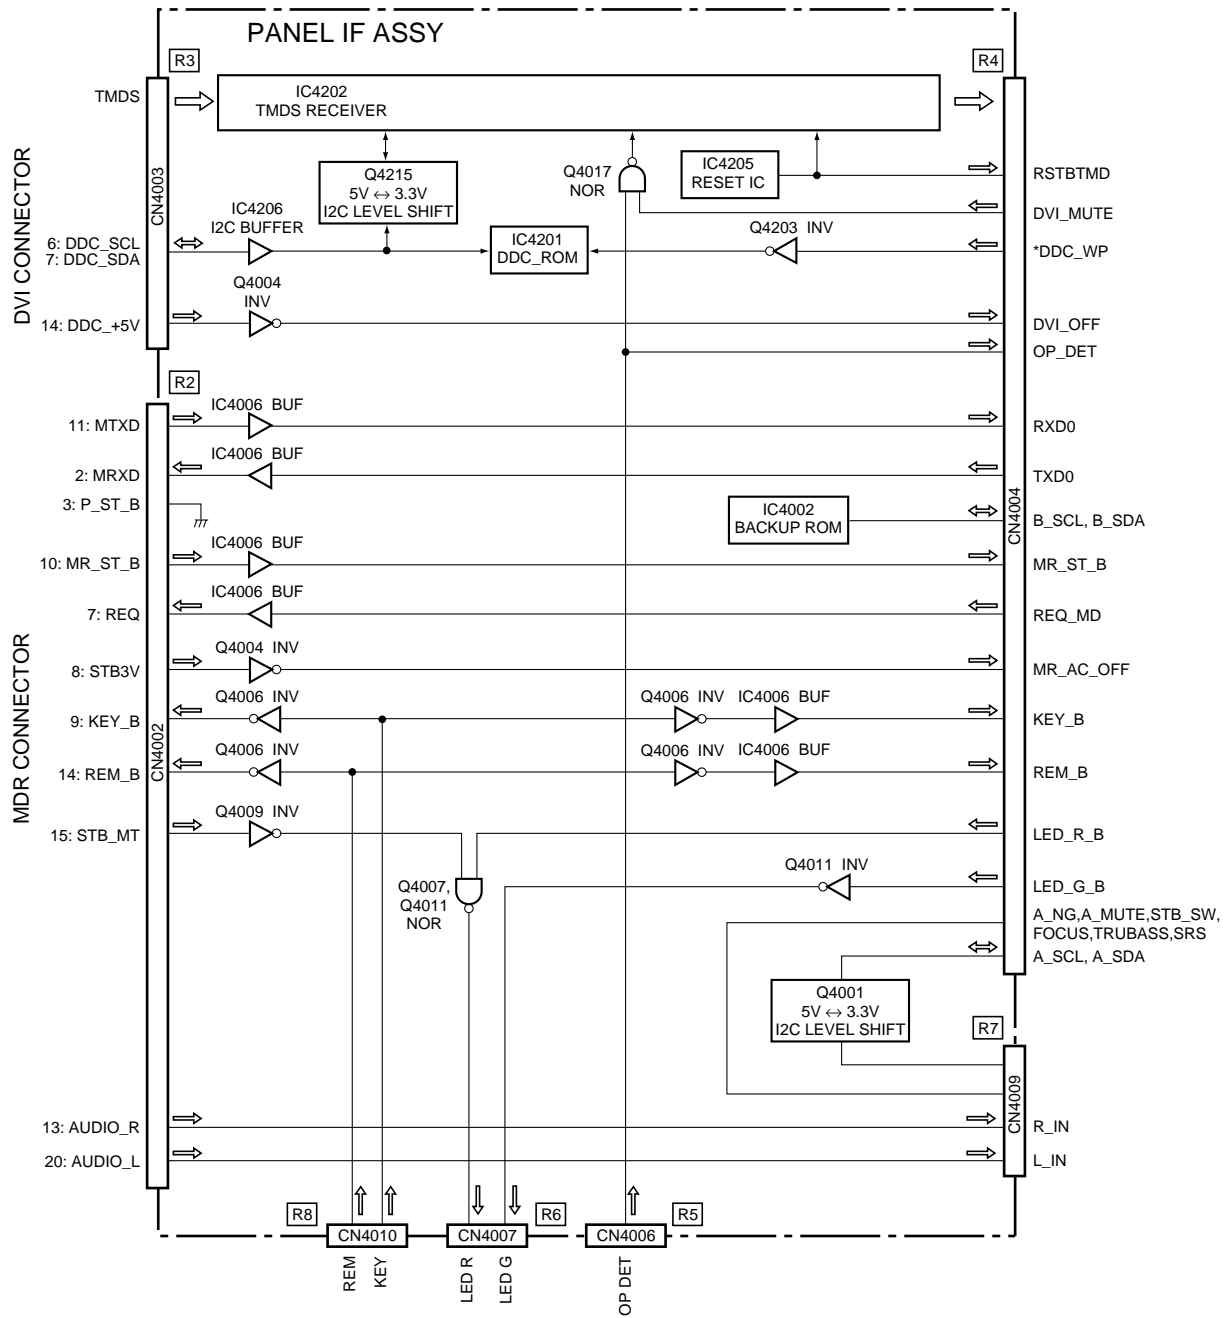 PANEL IF ASSY
R3
R4
TMDS
IC4202
TMDS RECEIVER
DVI CONNECTOR
CN4003
Q4215
5V ↔ 3.3V
I2C LEVEL SHIFT
Q4017
NOR
IC4205
RESET IC
RSTBTMD
DVI_MUTE
IC4206
I2C BUFFER
6: DDC_SCL
7: DDC_SDA
IC4201
DDC_ROM
Q4203 INV
*DDC_WP
Q4004
INV
14: DDC_+5V
DVI_OFF
OP_DET
R2
IC4006 BUF
11: MTXD
RXD0
IC4006 BUF
2: MRXD
TXD0
3: P_ST_B
IC4002
BACKUP ROM
CN4004
B_SCL, B_SDA
IC4006 BUF
10: MR_ST_B
MR_ST_B
IC4006 BUF
7: REQ
REQ_MD
MDR CONNECTOR
Q4004 INV
8: STB3V
MR_AC_OFF
Q4006 INV
Q4006 INV
IC4006 BUF
9: KEY_B
KEY_B
CN4002
Q4006 INV
Q4006 INV
IC4006 BUF
14: REM_B
REM_B
Q4009 INV
15: STB_MT
LED_R_B
Q4007,
Q4011
NOR
Q4011 INV
LED_G_B
A_NG,A_MUTE,STB_SW,
FOCUS,TRUBASS,SRS
A_SCL, A_SDA
Q4001
5V ↔ 3.3V
I2C LEVEL SHIFT
R7
CN4009
13: AUDIO_R
R_IN
20: AUDIO_L
L_IN
R8
CN4010
CN4007
R6
CN4006
R5
REM
KEY
LED R
LED G
OP DET